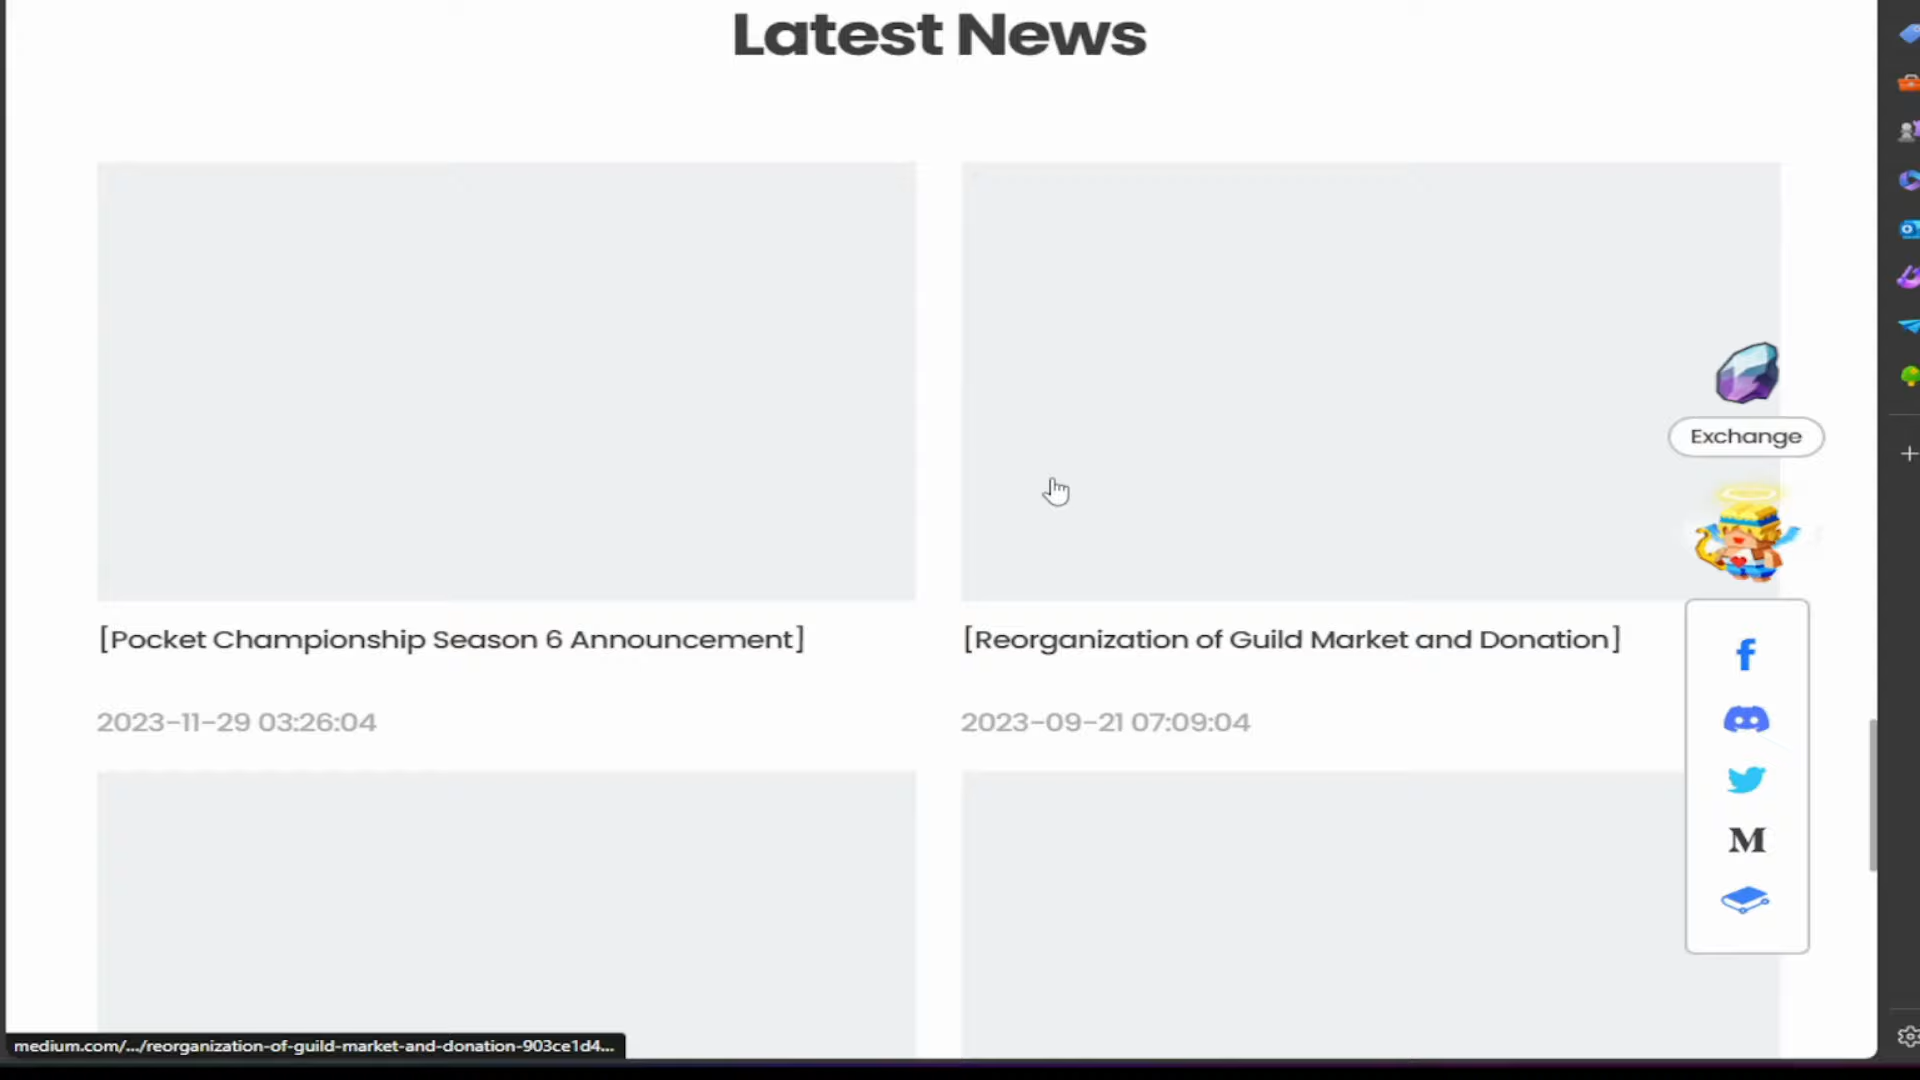 Latest News
Exchange
[Pocket Championship Season 6 Announcement]
[Reorganization of Guild Market and Donation]
2023-11-29 03:26:04
2023-09-21 07:09:04
M
medium.com/.../reorganization-of-guild-market-and-donation-903ce1d4...